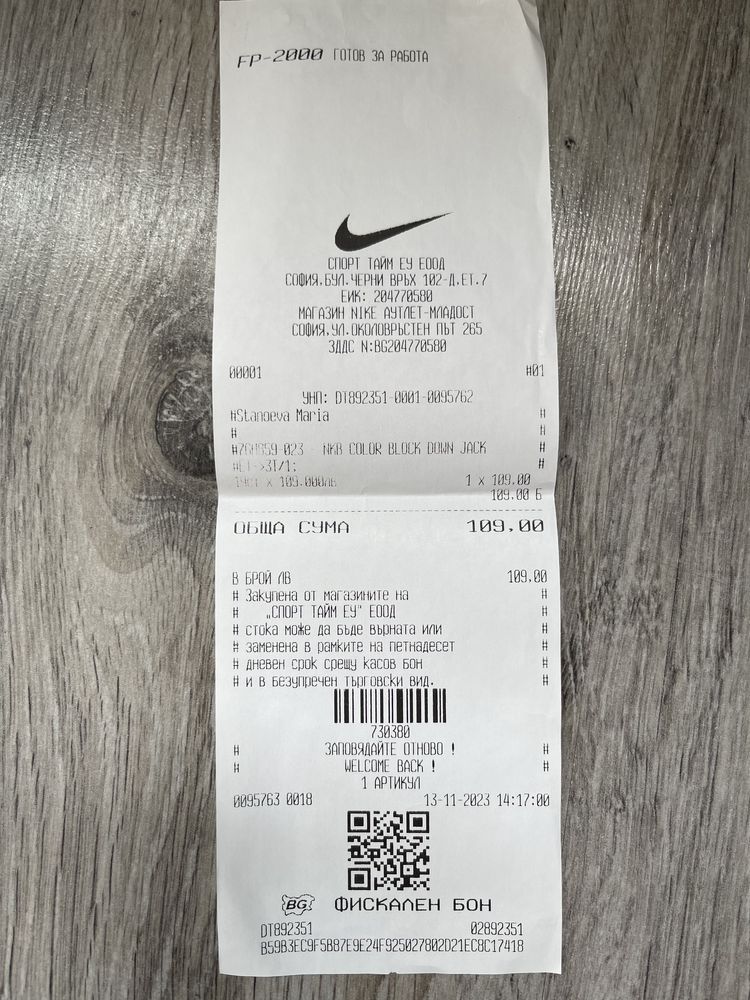 FP-2000 ГОТОВ ЗА РАБОТА
СПОРТ ТАЙМ ЕУ ЕООД
СОФИЯ.БУЛ.ЧЕРНИ ВРЪХ 102-Д.ЕТ.7
ЕИК: 204770580
МАГАЗИН NIKE АУТЛЕТ-МЛАДОСТ
СОФИЯ.УЛ.ОКОЛОВРЪСТЕН ПЪТ 265
ЗДДС N:BG204770580
00001 #01
УНП: DT892351-0001-0095762
#Stanoeva Maria #
# #
023 - NKB COLOR BLOCK DOWN JACK #
#
x 109.000лв 1 x 109.00
109.00 Б
ОБЩА СУМА 109.00
В БРОЙ ЛВ 109.00
# Закупена от магазините на #
# „СПОРТ ТАЙМ ЕУ" ЕООД #
# стока може да бъде върната или #
# заменена в рамките на петнадесет #
# дневен срок срещу касов бон #
# и в безупречен търговски вид. #
730380
# ЗАПОВЯДАЙТЕ ОТНОВО ! #
# WELCOME BACK ! #
1 АРТИКУЛ
0095763 0018 13-11-2023 14:17:00
BG ФИСКАЛЕН БОН
DT892351 02892351
B59B3EC9F5B87E9E24F925027802D21EC8C17418